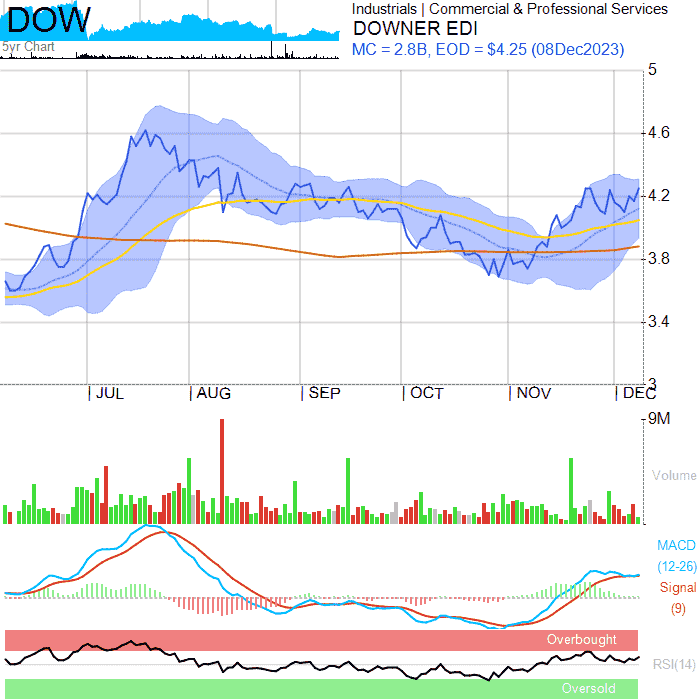 DOW
5yr Chart
Industrials | Commercial & Professional Services
DOWNER EDI
MC = 2.8B, EOD = $4.25 (08Dec2023)
5
4.6
4.2
3.8
3.4
3
JUL
AUG
SEP
OCT
NOV
DEC
9M
Volume
MACD
(12-26)
Signal
(9)
Overbought
RSI(14)
Oversold